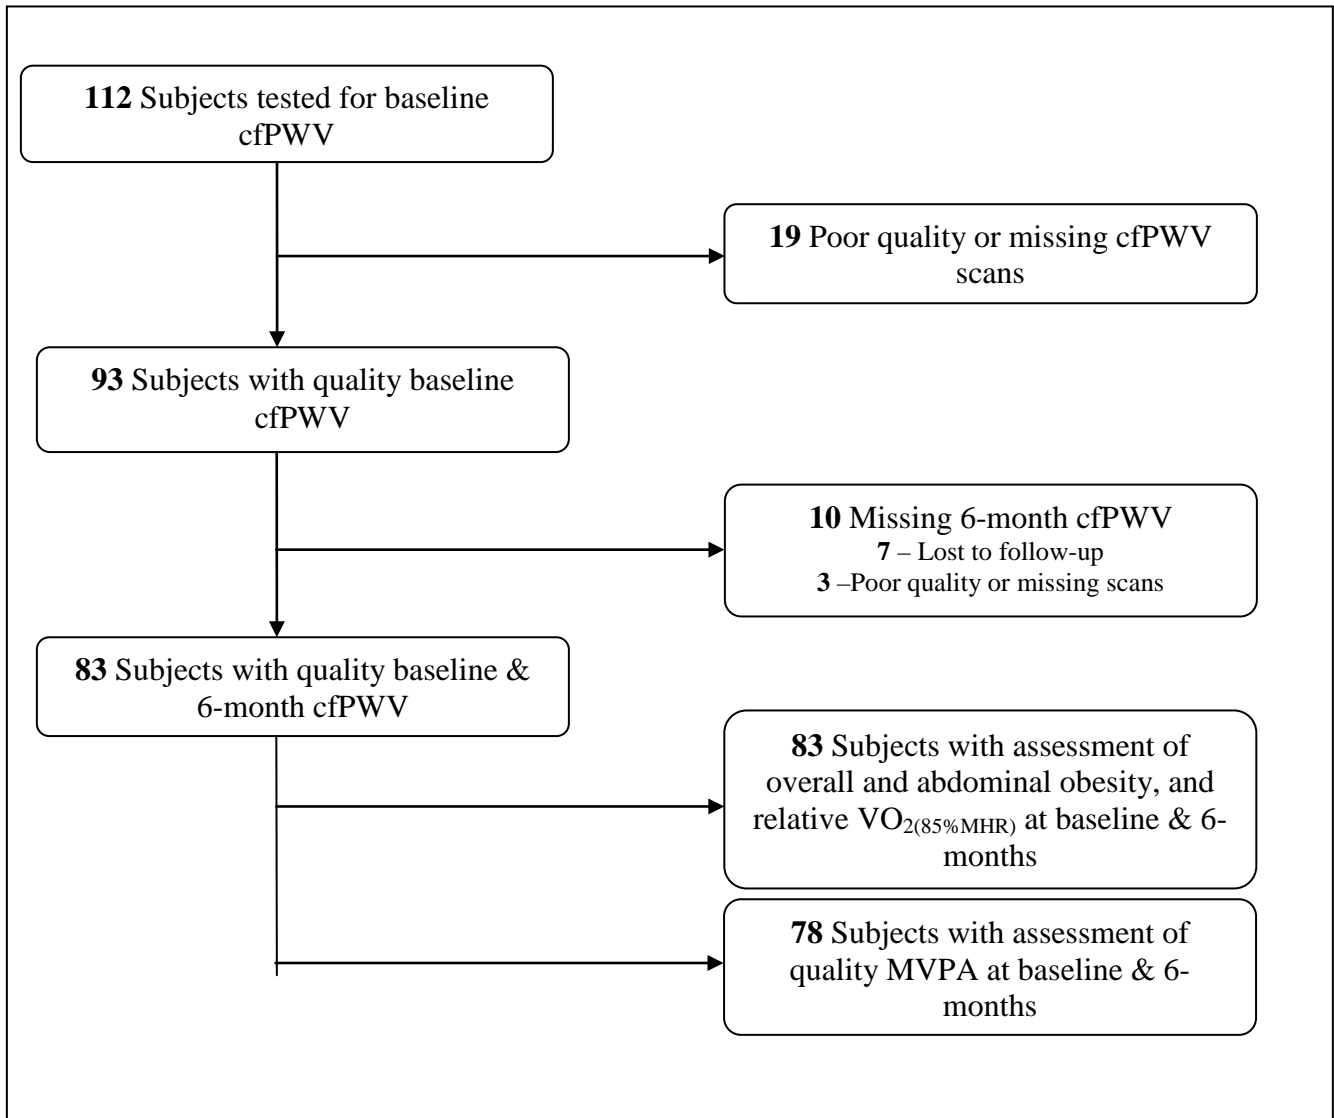 112 Subjects tested for baseline
cfPWV
19 Poor quality or missing cfPWV
scans
93 Subjects with quality baseline
cfPWV
10 Missing 6-month cfPWV
7 – Lost to follow-up
3 –Poor quality or missing scans
83 Subjects with quality baseline &
6-month cfPWV
83 Subjects with assessment of
overall and abdominal obesity, and
relative VO2(85%MHR) at baseline & 6-
months
78 Subjects with assessment of
quality MVPA at baseline & 6-
months